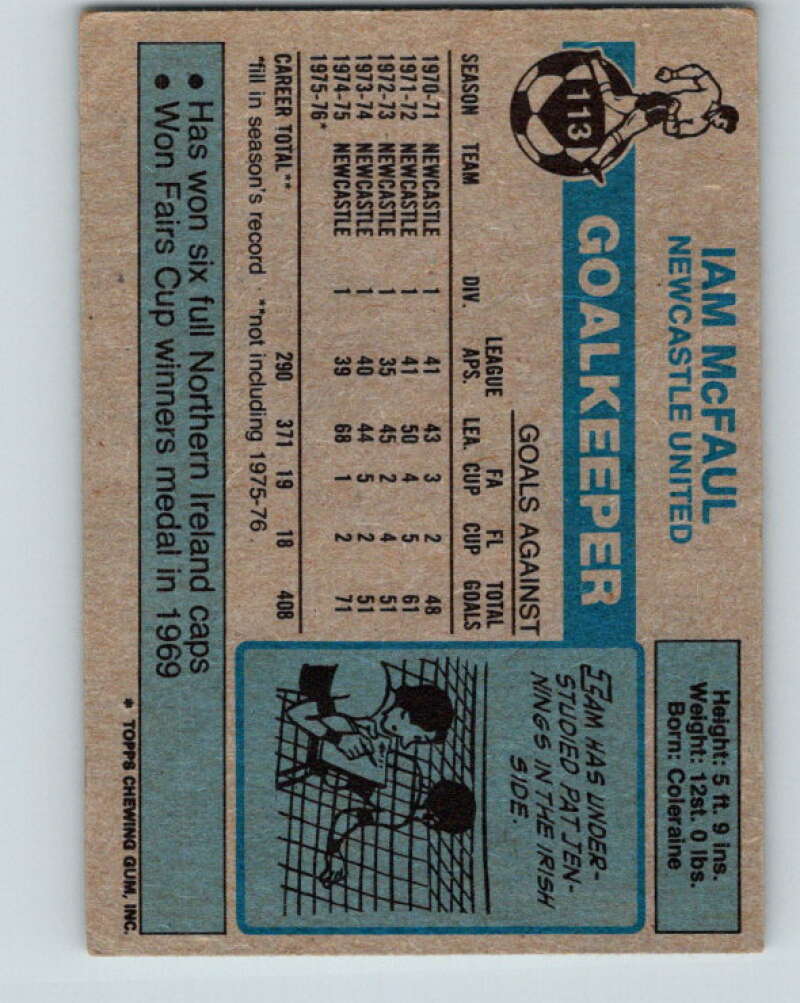 113
IAM McFAUL
NEWCASTLE UNITED
GOALKEEPER
Height: 5 ft. 9 ins.
Weight: 12st. 0 lbs.
Born: Coleraine
GOALS AGAINST
LEAGUE FA FL TOTAL
SEASON TEAM DIV. APS. LEA. CUP CUP GOALS
1970-71 NEWCASTLE 1 41 43 3 2 48
1971-72 NEWCASTLE 1 41 50 4 5 61
1972-73 NEWCASTLE 1 35 45 2 4 51
1973-74 NEWCASTLE 1 40 44 5 2 51
1974-75 NEWCASTLE 1 39 68 1 2 71
1975-76*
CAREER TOTAL** 290 371 19 18 408
*fill in season's record **not including 1975-76.
• Has won six full Northern Ireland caps
• Won Fairs Cup winners medal in 1969
IAM HAS UNDER-
STUDIED PAT JEN-
NINGS IN THE IRISH
SIDE.
* TOPPS CHEWING GUM, INC.